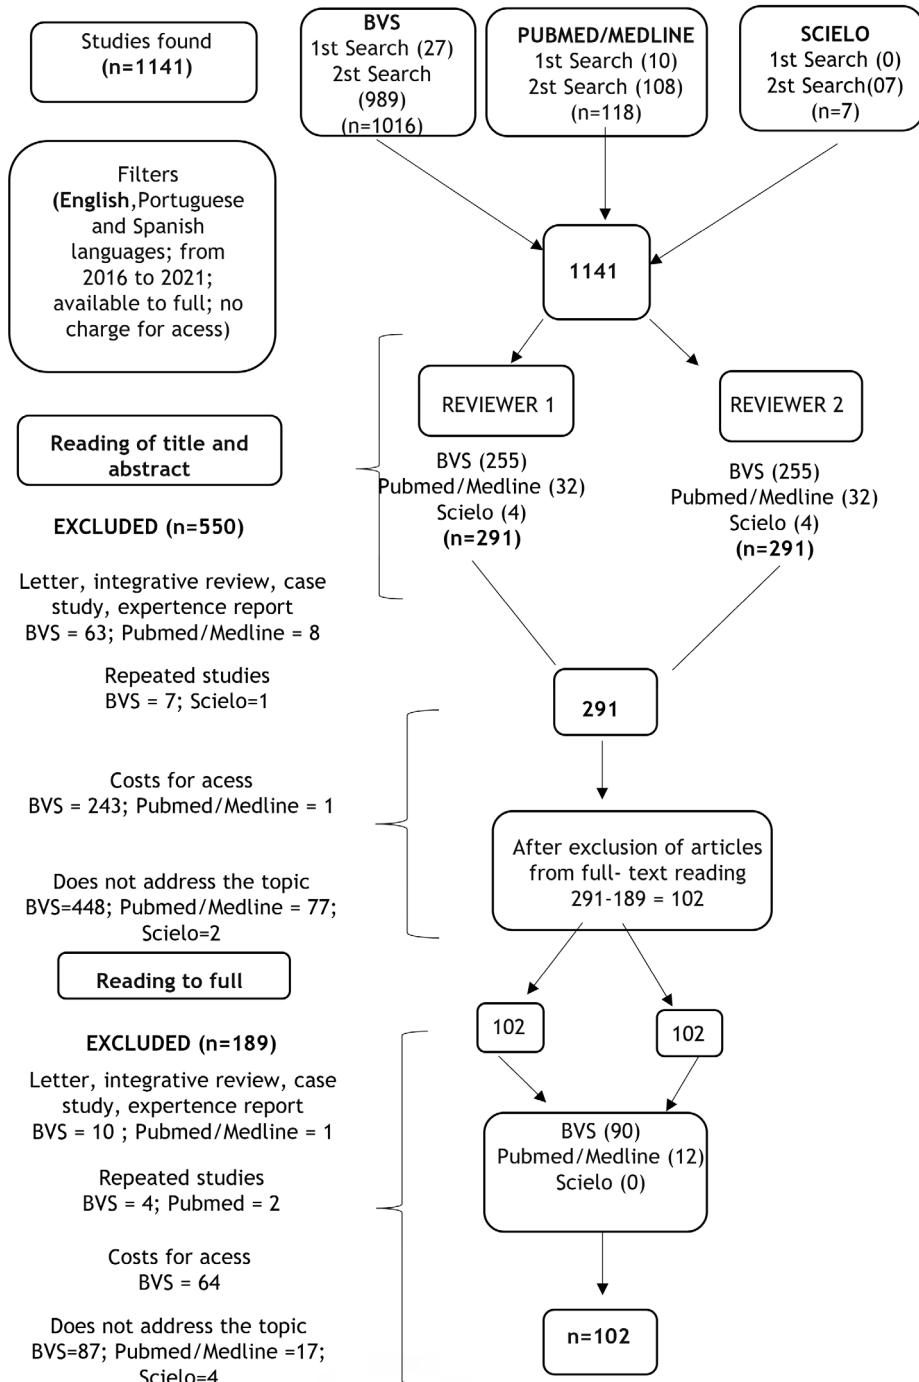 Studies found
(n=1141)
BVS
1st Search (27)
2st Search
(989)
(n=1016)
PUBMED/MEDLINE
1st Search (10)
2st Search (108)
(n=118)
SCIELO
1st Search (0)
2st Search(07)
(n=7)
Filters
(English,Portuguese
and Spanish
languages; from
2016 to 2021;
available to full; no
charge for acess)
1141
REVIEWER 1
REVIEWER 2
Reading of title and
abstract
BVS (255)
Pubmed/Medline (32)
Scielo (4)
(n=291)
BVS (255)
Pubmed/Medline (32)
Scielo (4)
(n=291)
EXCLUDED (n=550)
Letter, integrative review, case
study, expertence report
BVS = 63; Pubmed/Medline = 8
Repeated studies
BVS = 7; Scielo=1
291
Costs for acess
BVS = 243; Pubmed/Medline = 1
After exclusion of articles
from full- text reading
291-189 = 102
Does not address the topic
BVS=448; Pubmed/Medline = 77;
Scielo=2
Reading to full
102
102
EXCLUDED (n=189)
Letter, integrative review, case
study, expertence report
BVS = 10 ; Pubmed/Medline = 1
BVS (90)
Pubmed/Medline (12)
Scielo (0)
Repeated studies
BVS = 4; Pubmed = 2
Costs for acess
BVS = 64
n=102
Does not address the topic
BVS=87; Pubmed/Medline =17;
Scielo=4